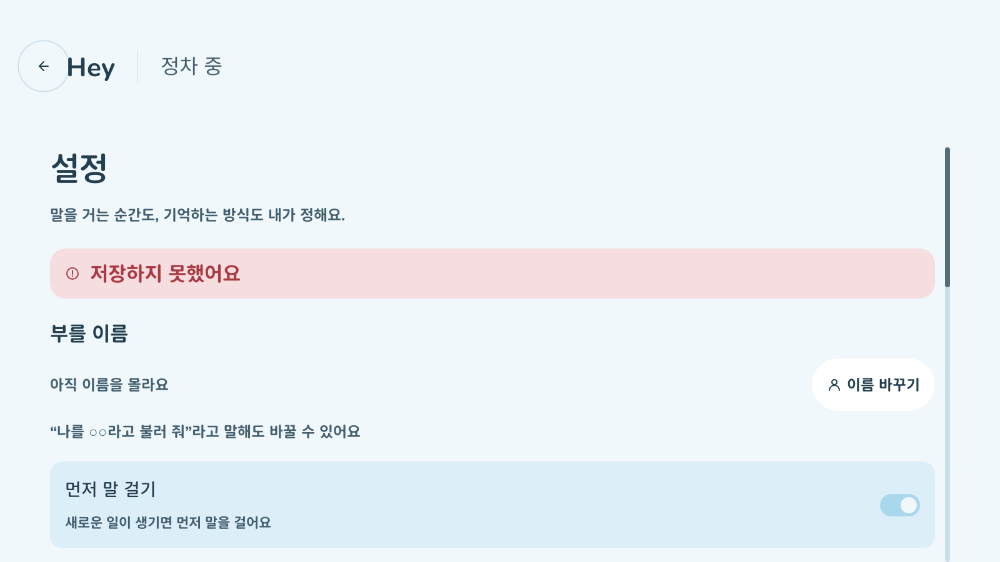 Hey
정차 중
설정
말을 거는 순간도, 기억하는 방식도 내가 정해요.
저장하지 못했어요
부를 이름
아직 이름을 몰라요
이름 바꾸기
“나를 ○○라고 불러 줘”라고 말해도 바꿀 수 있어요
먼저 말 걸기
새로운 일이 생기면 먼저 말을 걸어요